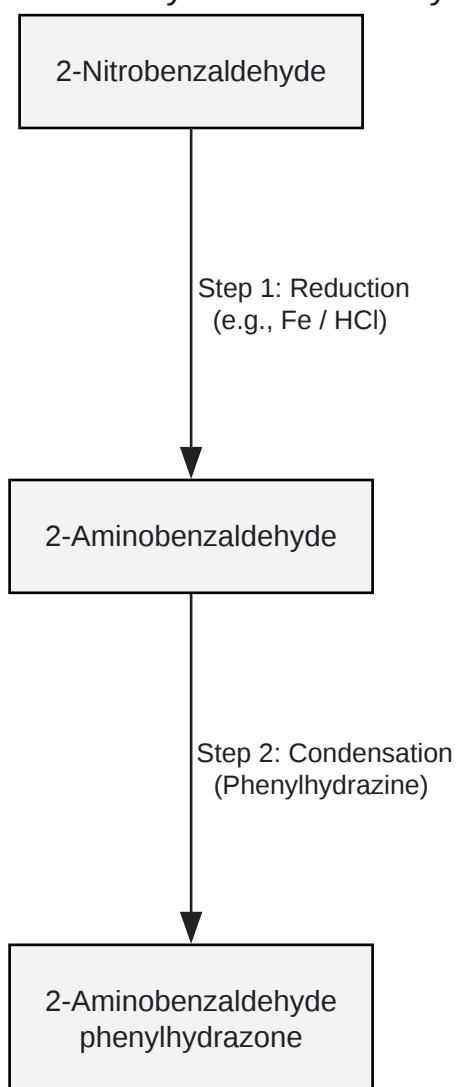 2-Nitrobenzaldehyde
Step 1: Reduction
(e.g., Fe / HCl)
2-Aminobenzaldehyde
Step 2: Condensation
(Phenylhydrazine)
2-Aminobenzaldehyde
phenylhydrazone